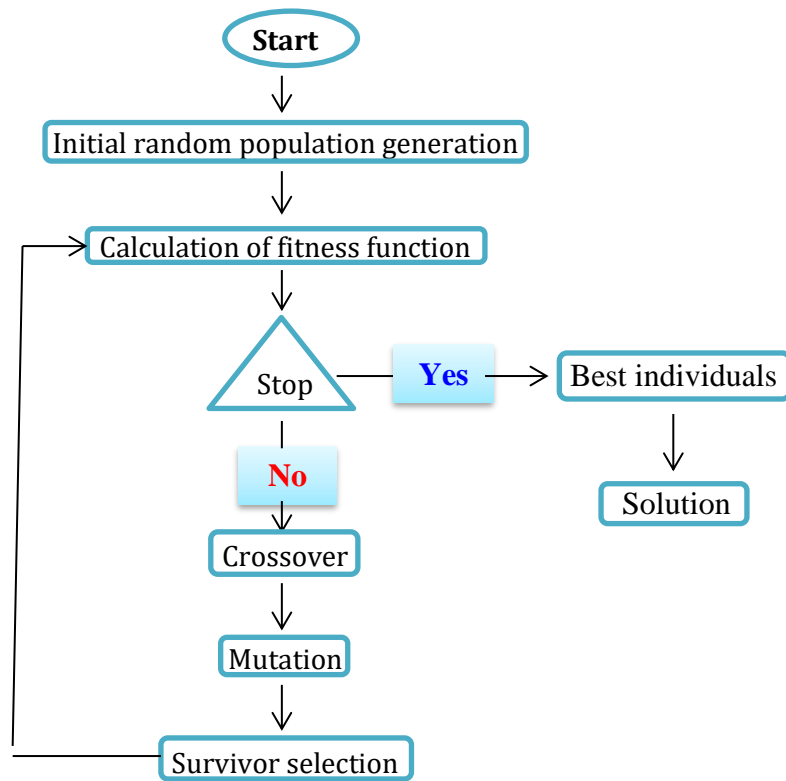 Start
Initial random population generation
Calculation of fitness function
Stop
Yes
Best individuals
Solution
No
Crossover
Mutation
Survivor selection